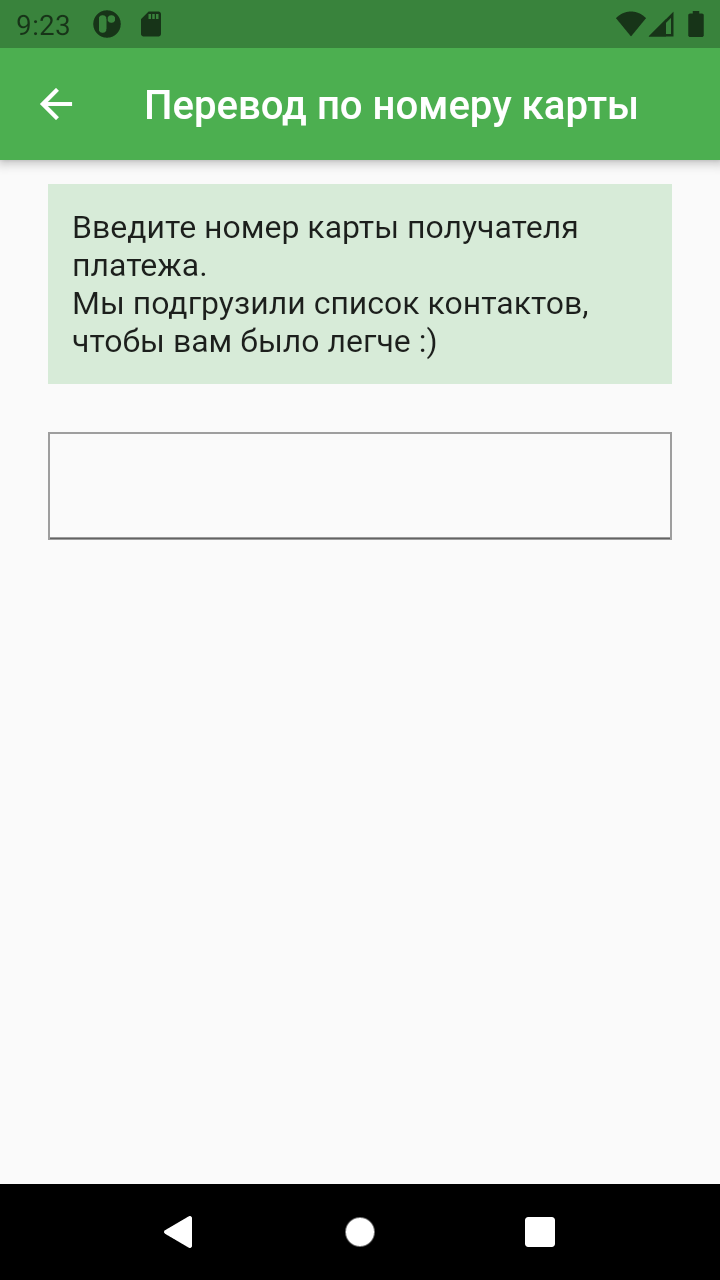 9:23
Перевод по номеру карты
Введите номер карты получателя
платежа.
Мы подгрузили список контактов,
чтобы вам было легче :)